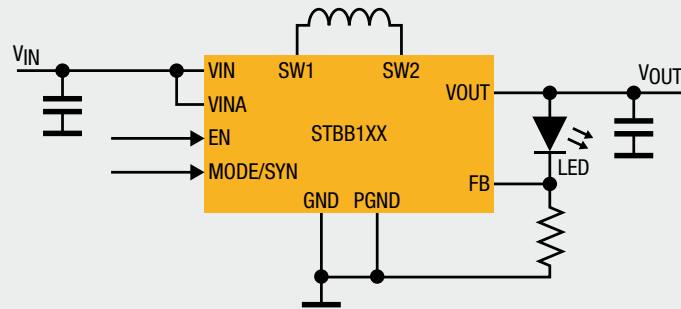 VIN
VIN
SW1
SW2
VOUT
VOUT
VINA
STBB1XX
EN
LED
MODE/SYN
FB
GND
PGND